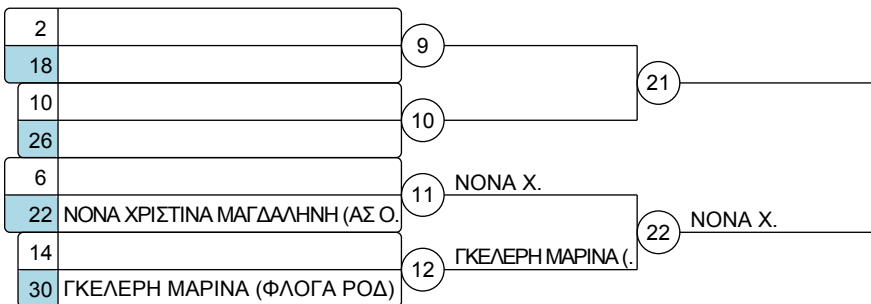 2
9
18
21
10
10
26
6
11 ΝΟΝΑ Χ.
22 ΝΟΝΑ ΧΡΙΣΤΙΝΑ ΜΑΓΔΑΛΗΝΗ (ΑΣ Ο.
22 ΝΟΝΑ Χ.
14
12 ΓΚΕΛΕΡΗ ΜΑΡΙΝΑ (.
30 ΓΚΕΛΕΡΗ ΜΑΡΙΝΑ (ΦΛΟΓΑ ΡΟΔ)